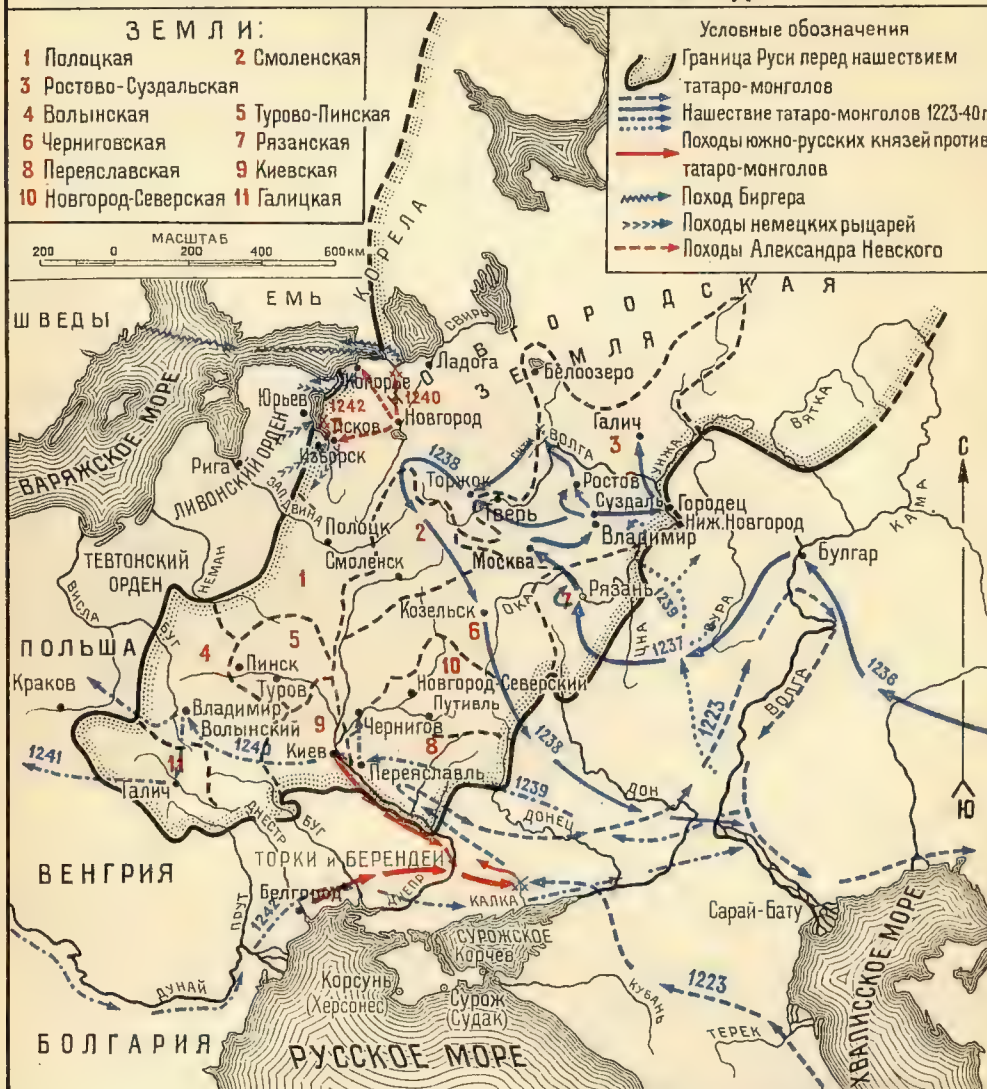 ЗЕМЛИ:
1 Полоцкая 2 Смоленская
3 Ростово-Суздальская
4 Волынская 5 Турово-Пинская
6 Черниговская 7 Рязанская
8 Переяславская 9 Киевская
10 Новгород-Северская 11 Галицкая
Условные обозначения
Граница Руси перед нашествием
татаро-монголов
Нашествие татаро-монголов 1223-40г
Походы южно-русских князей против
татаро-монголов
Поход Биргера
Походы немецких рыцарей
Походы Александра Невского
МАСШТАБ
200 0 200 400 600км
КОРЕЛА
ЕМЬ
ШВЕДЫ
СВИРЬ
ОВ ОРОДСКАЯ
ЗЕМЛЯ
Ладога
Белоозеро
Копорье
1240
Юрьев
1242
Псков
Новгород
Изборск
ВАРЯЖСКОЕ МОРЕ
Рига
ЛИВОНСКИЙ ОРДЕН
ЗАП. ДВИНА
Галич
3
УНЖА
ВЯТКА
КАМА
ВОЛГА
1238
Торжок
Тверь
Ростов
Суздаль
Городец
Ниж.Новгород
Владимир
Полоцк
2
Смоленск
Москва
Булгар
С
ТЕВТОНСКИЙ
ОРДЕН
НЕМАН
ВИСЛА
1
Рязань
7
ОКА
1239
Козельск
6
ЦНА
СУРА
1237
1236
БУГ
ПОЛЬША
4
5
Пинск
Туров
10
Новгород-Северский
Путивль
Краков
Владимир
Волынский
1240
9
Чернигов
8
Киев
Переяславль
1223
ВОЛГА
1238
1241
11
Галич
1239
ДОН
ДОНЕЦ
Ю
ДНЕСТР
БУГ
ВЕНГРИЯ
ТОРКИ и БЕРЕНДЕИ
Белгород
ДНЕПР
КАЛКА
1242
ПРУТ
Сарай-Бату
СУРОЖСКОЕ
Корчев
ДУНАЙ
Корсунь
(Херсонес)
Сурож
(Судак)
КУБАНЬ
1223
ТЕРЕК
ХВАЛИССКОЕ МОРЕ
БОЛГАРИЯ
РУССКОЕ МОРЕ